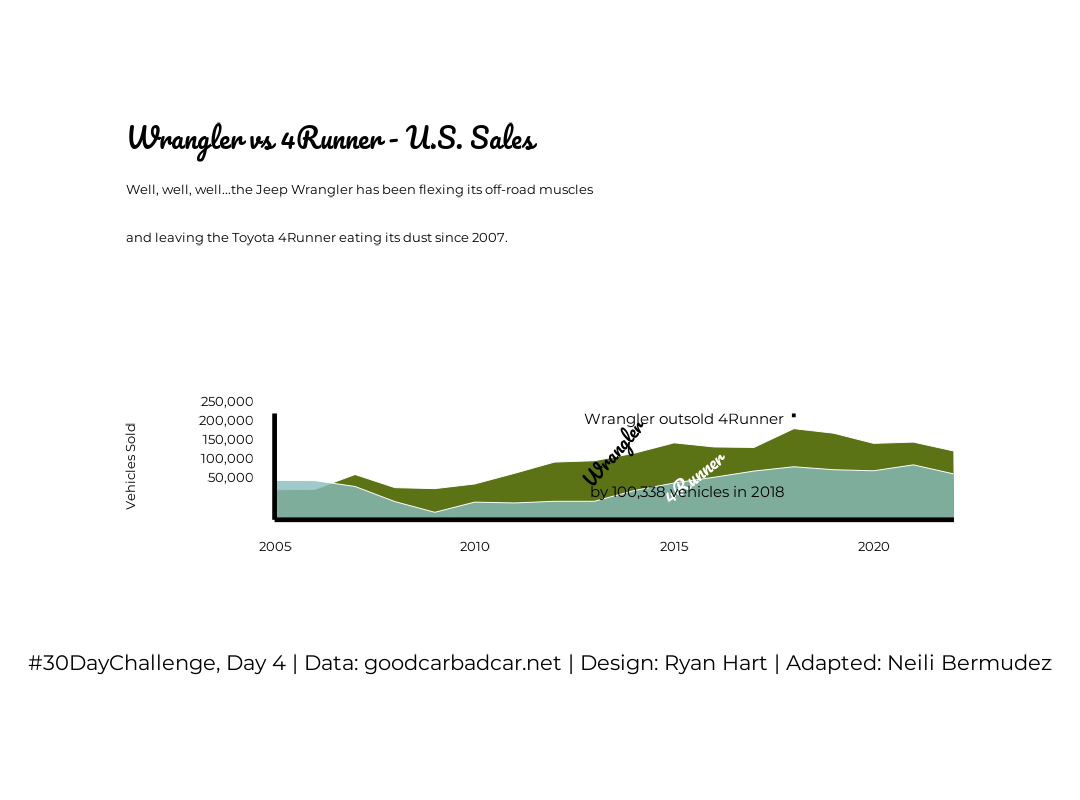 Wrangler vs 4Runner - U.S. Sales
Well, well, well...the Jeep Wrangler has been flexing its off-road muscles
and leaving the Toyota 4Runner eating its dust since 2007.
250,000
200,000
150,000
100,000
50,000
Vehicles Sold
Wrangler outsold 4Runner
by 100,338 vehicles in 2018
Wrangler
4Runner
2005
2010
2015
2020
#30DayChallenge, Day 4 | Data: goodcarbadcar.net | Design: Ryan Hart | Adapted: Neili Bermudez